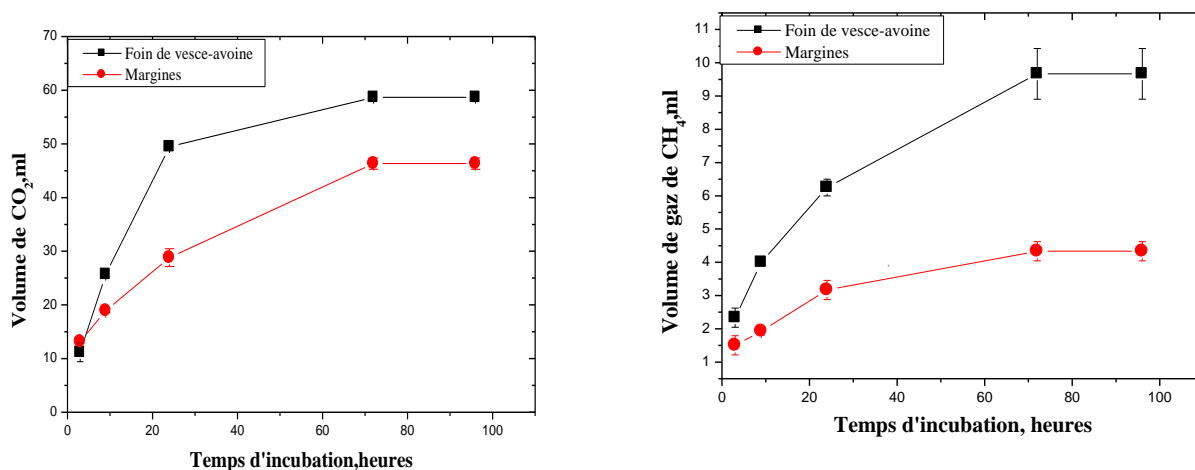 Foin de vesce-avoine
Margines
70
60
50
40
30
20
10
0
Volume de CO2,ml
0 20 40 60 80 100
Temps d'incubation,heures
Foin de vesce-avoine
Margines
11
10
9
8
7
6
5
4
3
2
1
Volume de gaz de CH4,ml
0 20 40 60 80 100
Temps d'incubation, heures